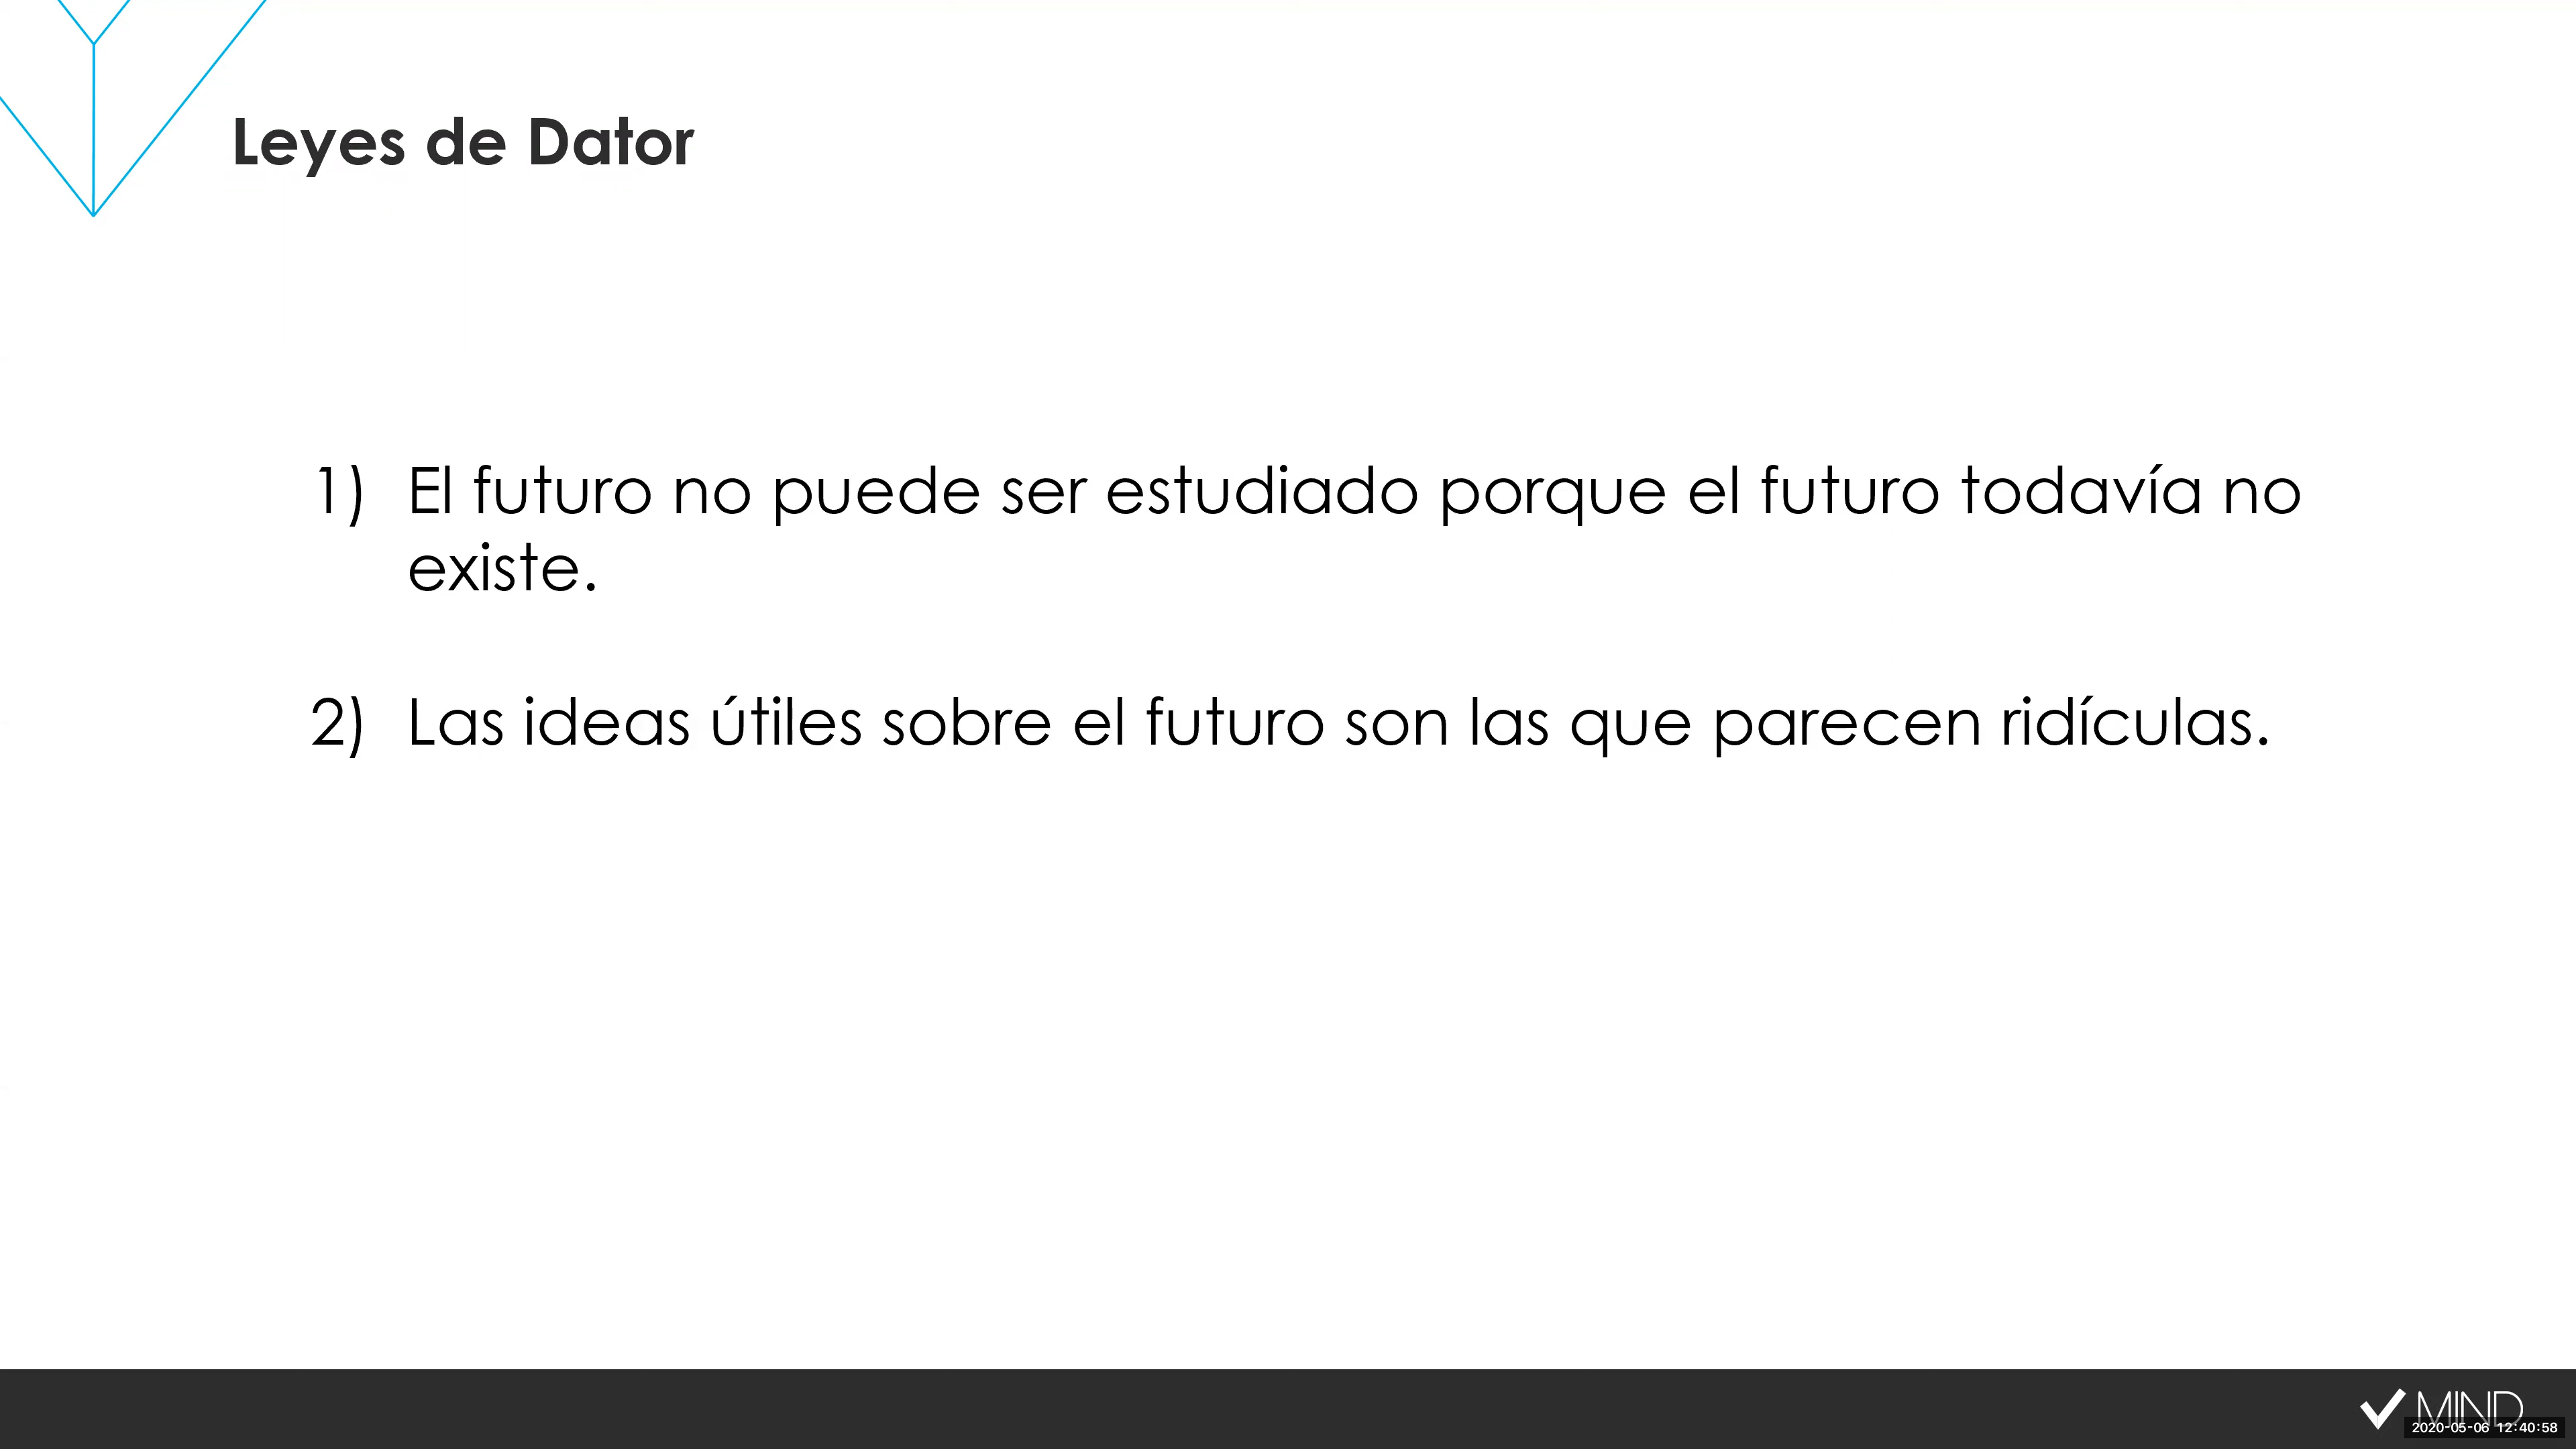 Leyes de Dator
1) El futuro no puede ser estudiado porque el futuro todavía no
existe.
2) Las ideas útiles sobre el futuro son las que parecen ridículas.
MIND
2020-05-06 12:40:58